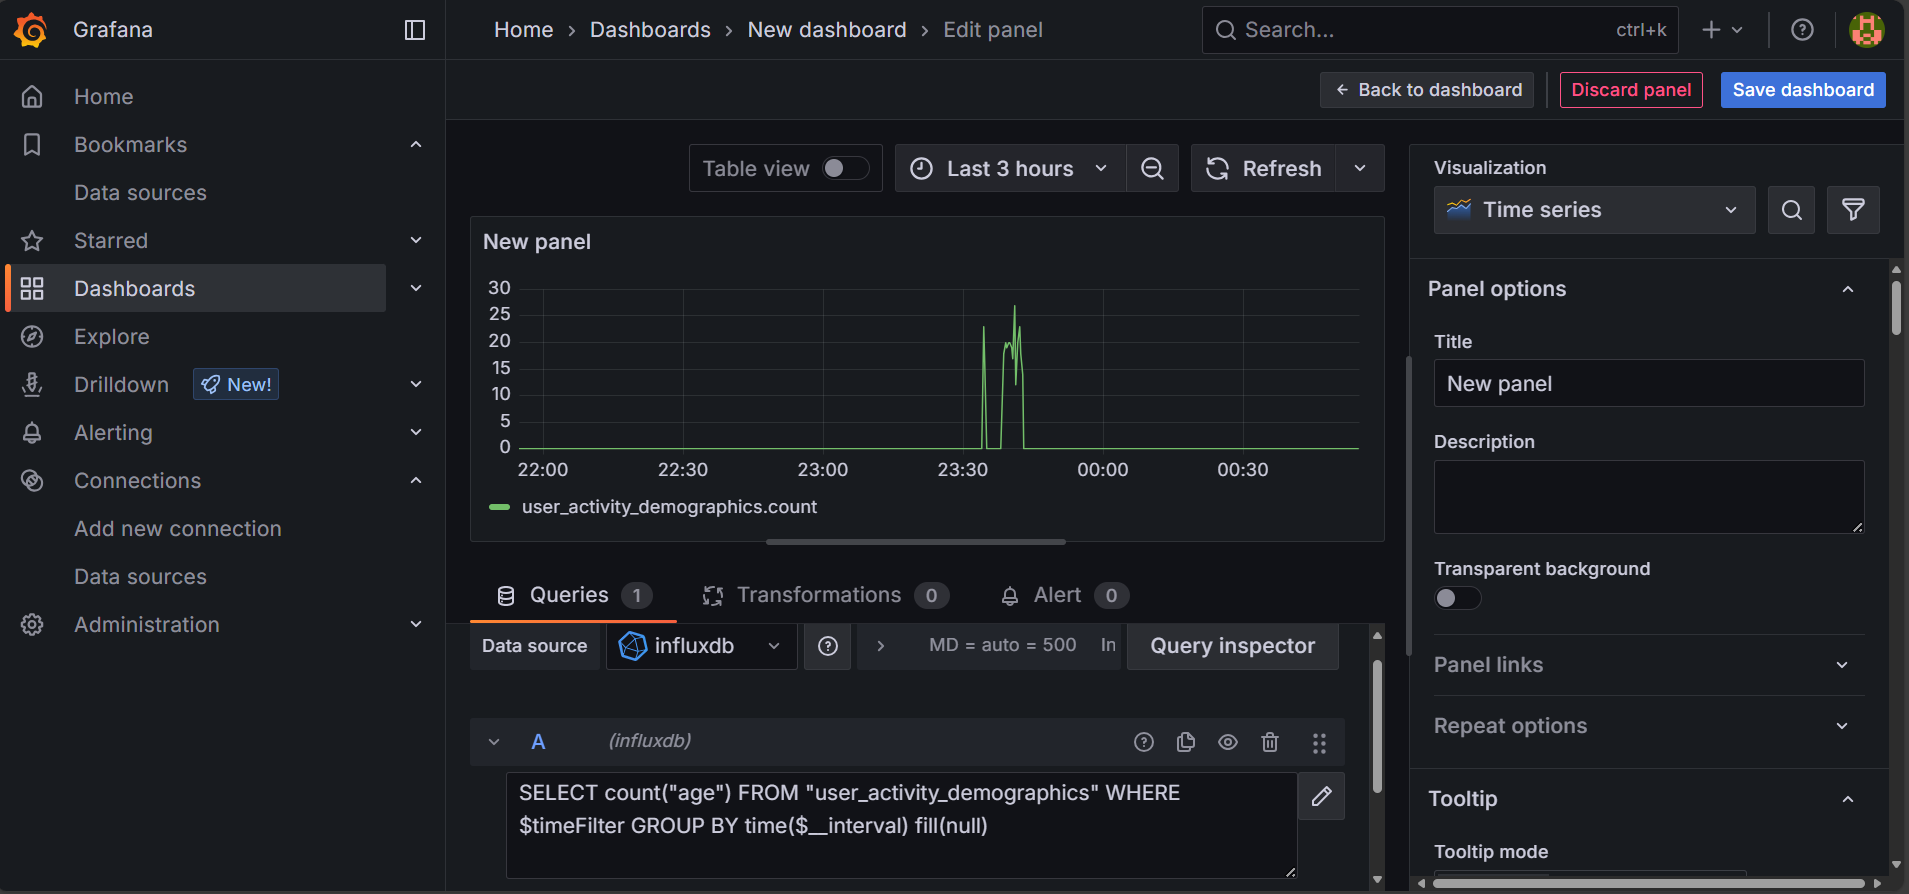 Grafana
Home
Dashboards
New dashboard
Edit panel
Search...
ctrl+k
Home
Bookmarks
Data sources
Starred
Dashboards
Explore
Drilldown
New!
Alerting
Connections
Add new connection
Data sources
Administration
Back to dashboard
Discard panel
Save dashboard
Table view
Last 3 hours
Refresh
New panel
30
25
20
15
10
5
0
22:00
22:30
23:00
23:30
00:00
00:30
user_activity_demographics.count
Queries
1
Transformations
0
Alert
0
Data source
influxdb
MD = auto = 500
In
Query inspector
A
(influxdb)
SELECT count("age") FROM "user_activity_demographics" WHERE
$timeFilter GROUP BY time($__interval) fill(null)
Visualization
Time series
Panel options
Title
New panel
Description
Transparent background
Panel links
Repeat options
Tooltip
Tooltip mode